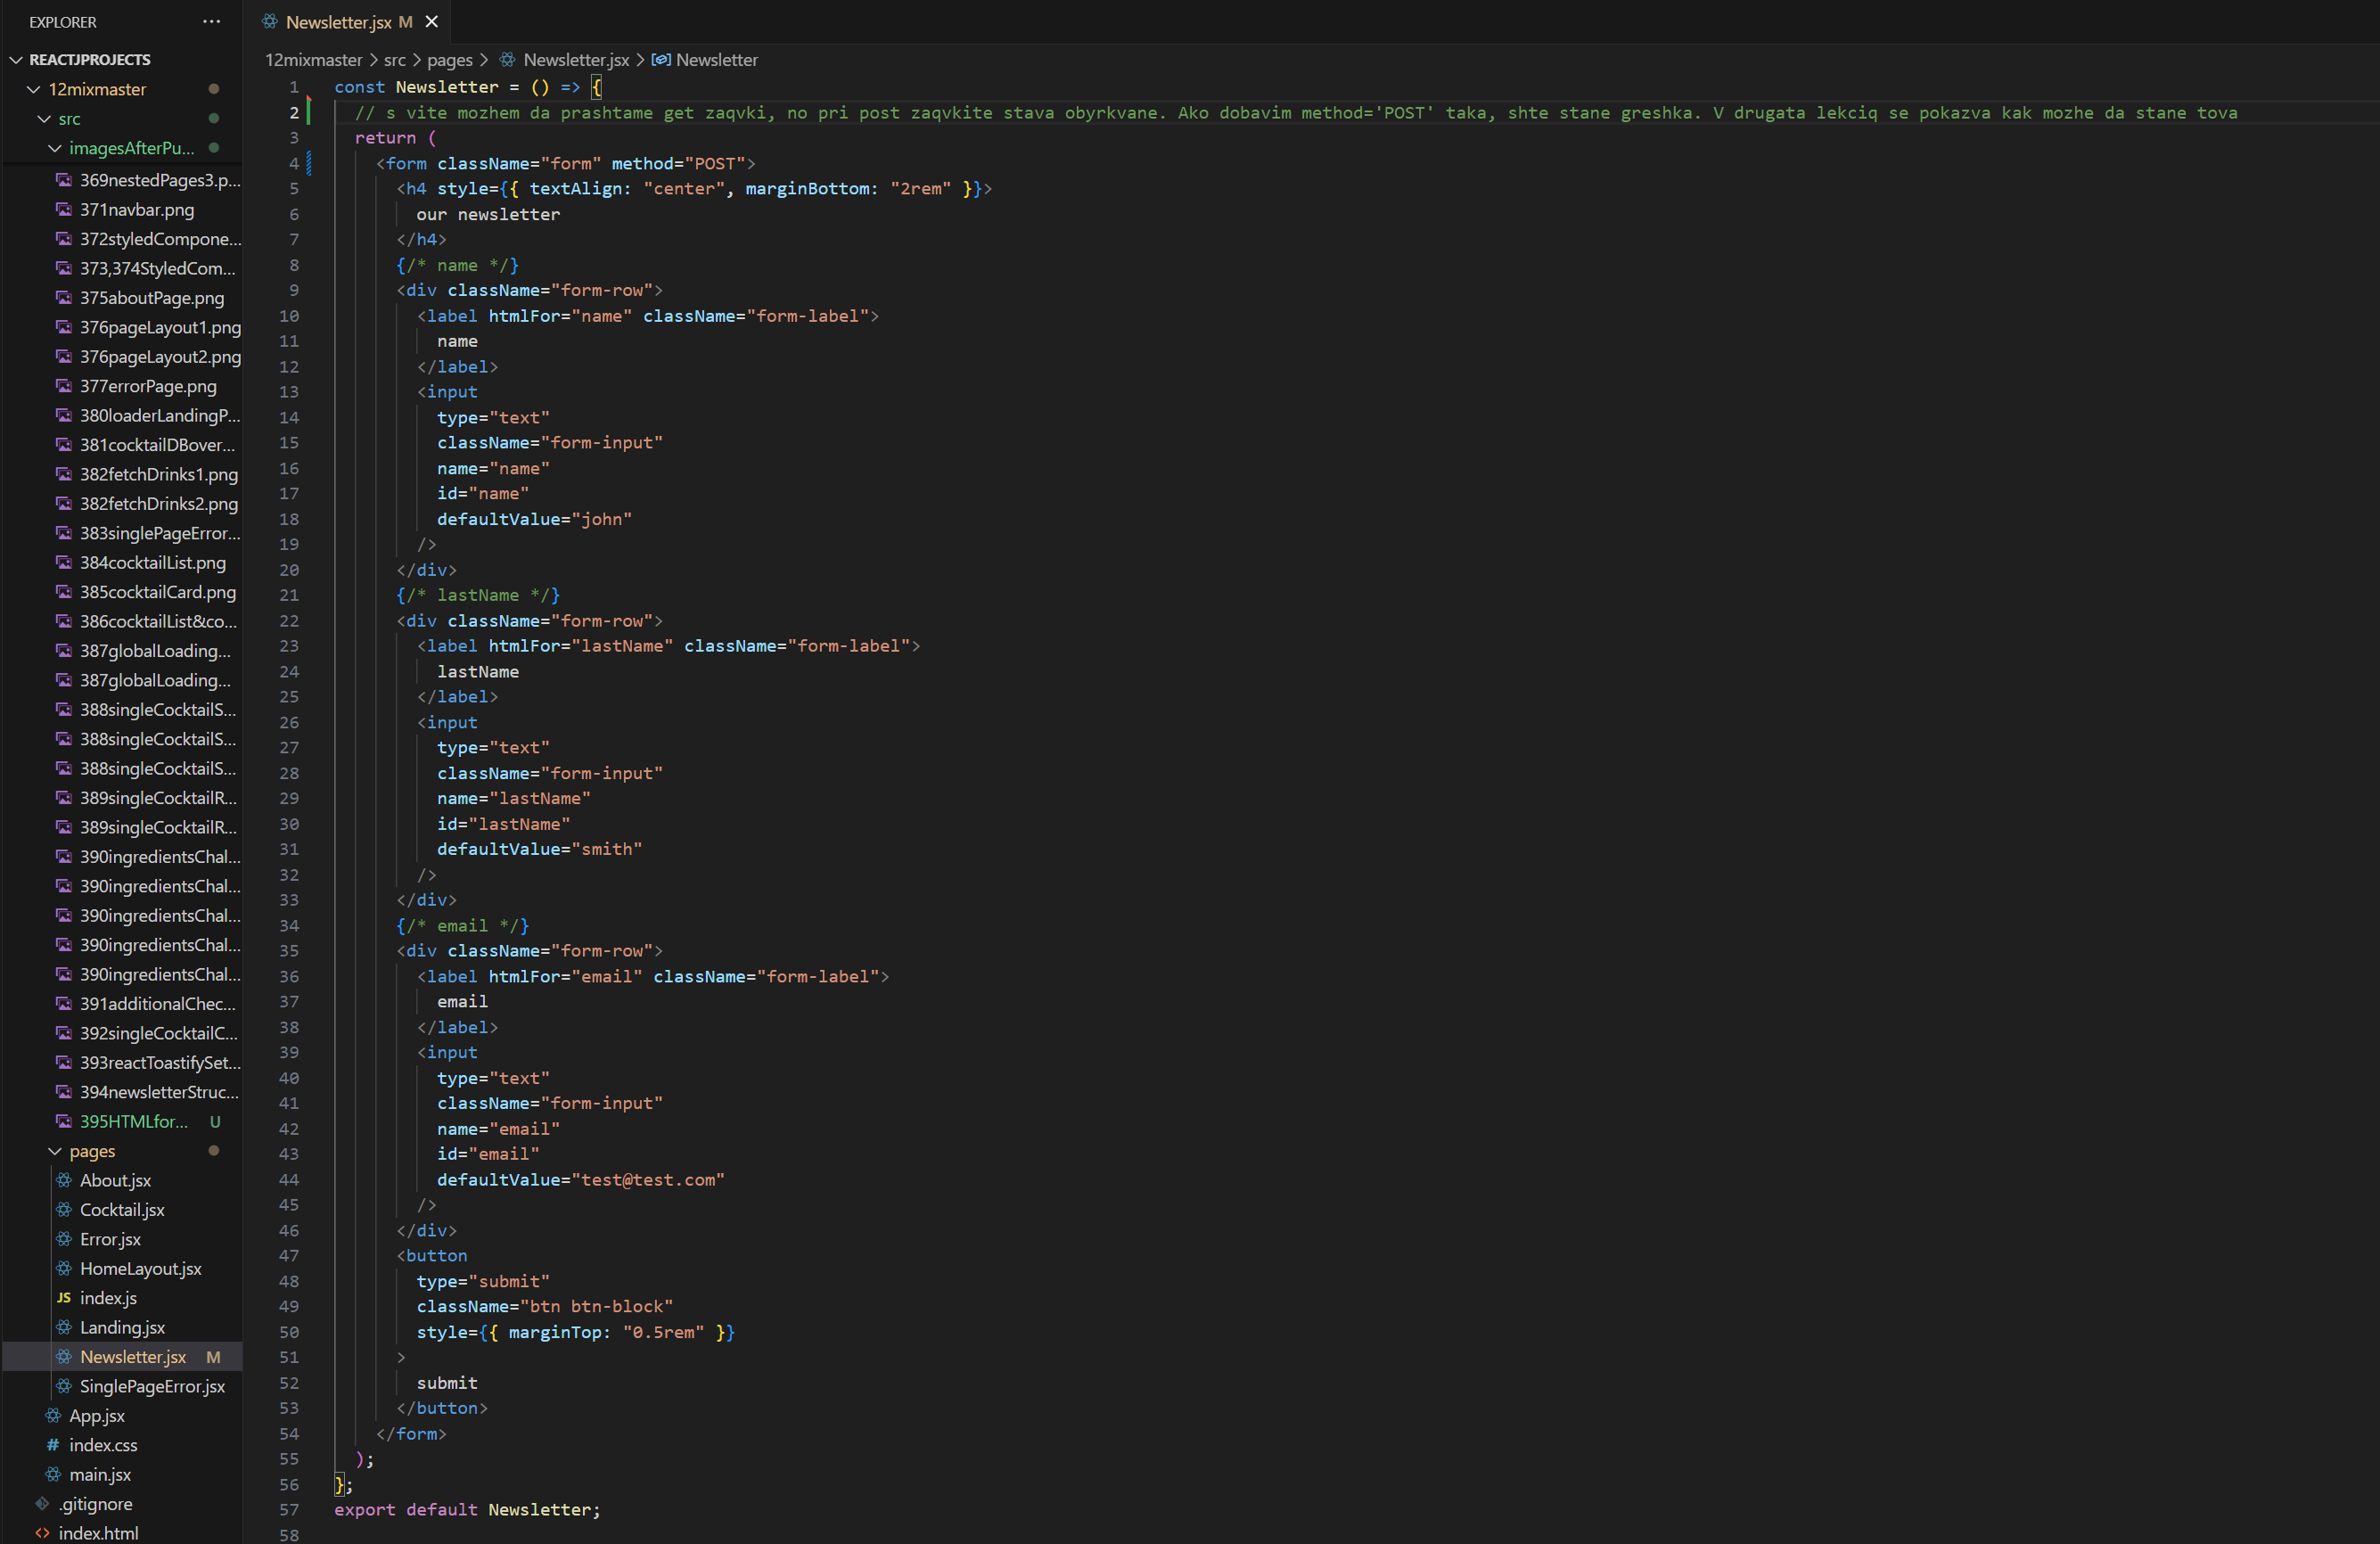 EXPLORER ···
REACTJPROJECTS
12mixmaster
src
imagesAfterPu...
369nestedPages3.p...
371navbar.png
372styledCompone...
373,374StyledCom...
375aboutPage.png
376pageLayout1.png
376pageLayout2.png
377errorPage.png
380loaderLandingP...
381cocktailDBover...
382fetchDrinks1.png
382fetchDrinks2.png
383singlePageError...
384cocktailList.png
385cocktailCard.png
386cocktailList&co...
387globalLoading...
387globalLoading...
388singleCocktailS...
388singleCocktailS...
388singleCocktailS...
389singleCocktailR...
389singleCocktailR...
390ingredientsChal...
390ingredientsChal...
390ingredientsChal...
390ingredientsChal...
390ingredientsChal...
391additionalChec...
392singleCocktailC...
393reactToastifySet...
394newsletterStruc...
395HTMLfor... U
pages
About.jsx
Cocktail.jsx
Error.jsx
HomeLayout.jsx
JS index.js
Landing.jsx
Newsletter.jsx M
SinglePageError.jsx
App.jsx
# index.css
main.jsx
.gitignore
<> index.html
Newsletter.jsx M ×
12mixmaster > src > pages > Newsletter.jsx > Newsletter
1 const Newsletter = () => {
2 // s vite mozhem da prashtame get zaqvki, no pri post zaqvkite stava obyrkvane. Ako dobavim method='POST' taka, shte stane greshka. V drugata lekciq se pokazva kak mozhe da stane tova
3 return (
4 <form className="form" method="POST">
5 <h4 style={{ textAlign: "center", marginBottom: "2rem" }}>
6 our newsletter
7 </h4>
8 {/* name */}
9 <div className="form-row">
10 <label htmlFor="name" className="form-label">
11 name
12 </label>
13 <input
14 type="text"
15 className="form-input"
16 name="name"
17 id="name"
18 defaultValue="john"
19 />
20 </div>
21 {/* lastName */}
22 <div className="form-row">
23 <label htmlFor="lastName" className="form-label">
24 lastName
25 </label>
26 <input
27 type="text"
28 className="form-input"
29 name="lastName"
30 id="lastName"
31 defaultValue="smith"
32 />
33 </div>
34 {/* email */}
35 <div className="form-row">
36 <label htmlFor="email" className="form-label">
37 email
38 </label>
39 <input
40 type="text"
41 className="form-input"
42 name="email"
43 id="email"
44 defaultValue="test@test.com"
45 />
46 </div>
47 <button
48 type="submit"
49 className="btn btn-block"
50 style={{ marginTop: "0.5rem" }}
51 >
52 submit
53 </button>
54 </form>
55 );
56 };
57 export default Newsletter;
58